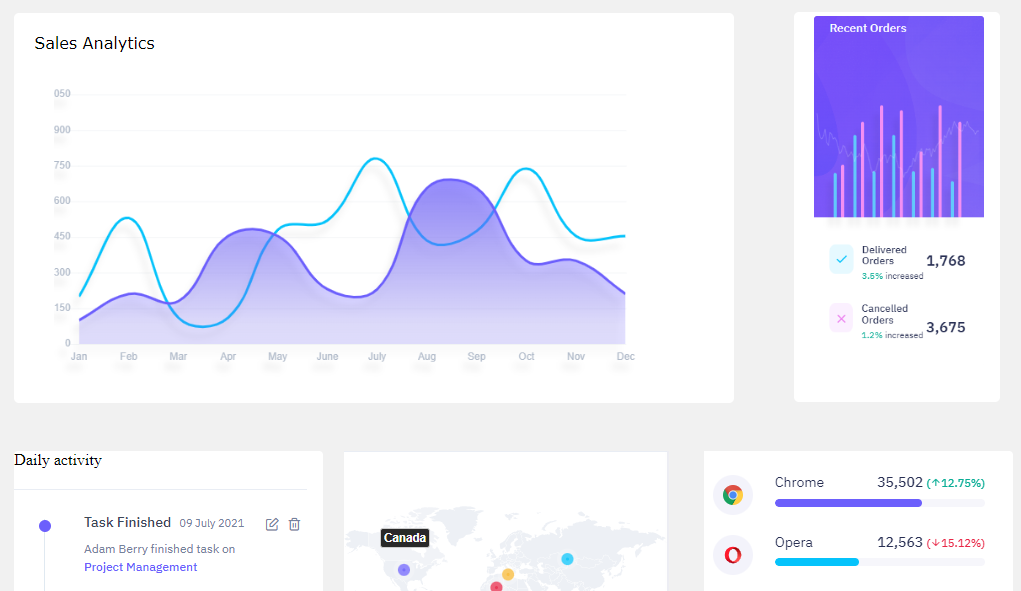 Sales Analytics
050
900
750
600
450
300
150
0
Jan Feb Mar Apr May June July Aug Sep Oct Nov Dec
Recent Orders
Delivered
Orders
1,768
3.5% increased
Cancelled
Orders
3,675
1.2% increased
Daily activity
Task Finished 09 July 2021
Adam Berry finished task on
Project Management
Canada
Chrome 35,502 (↑12.75%)
Opera 12,563 (↓15.12%)